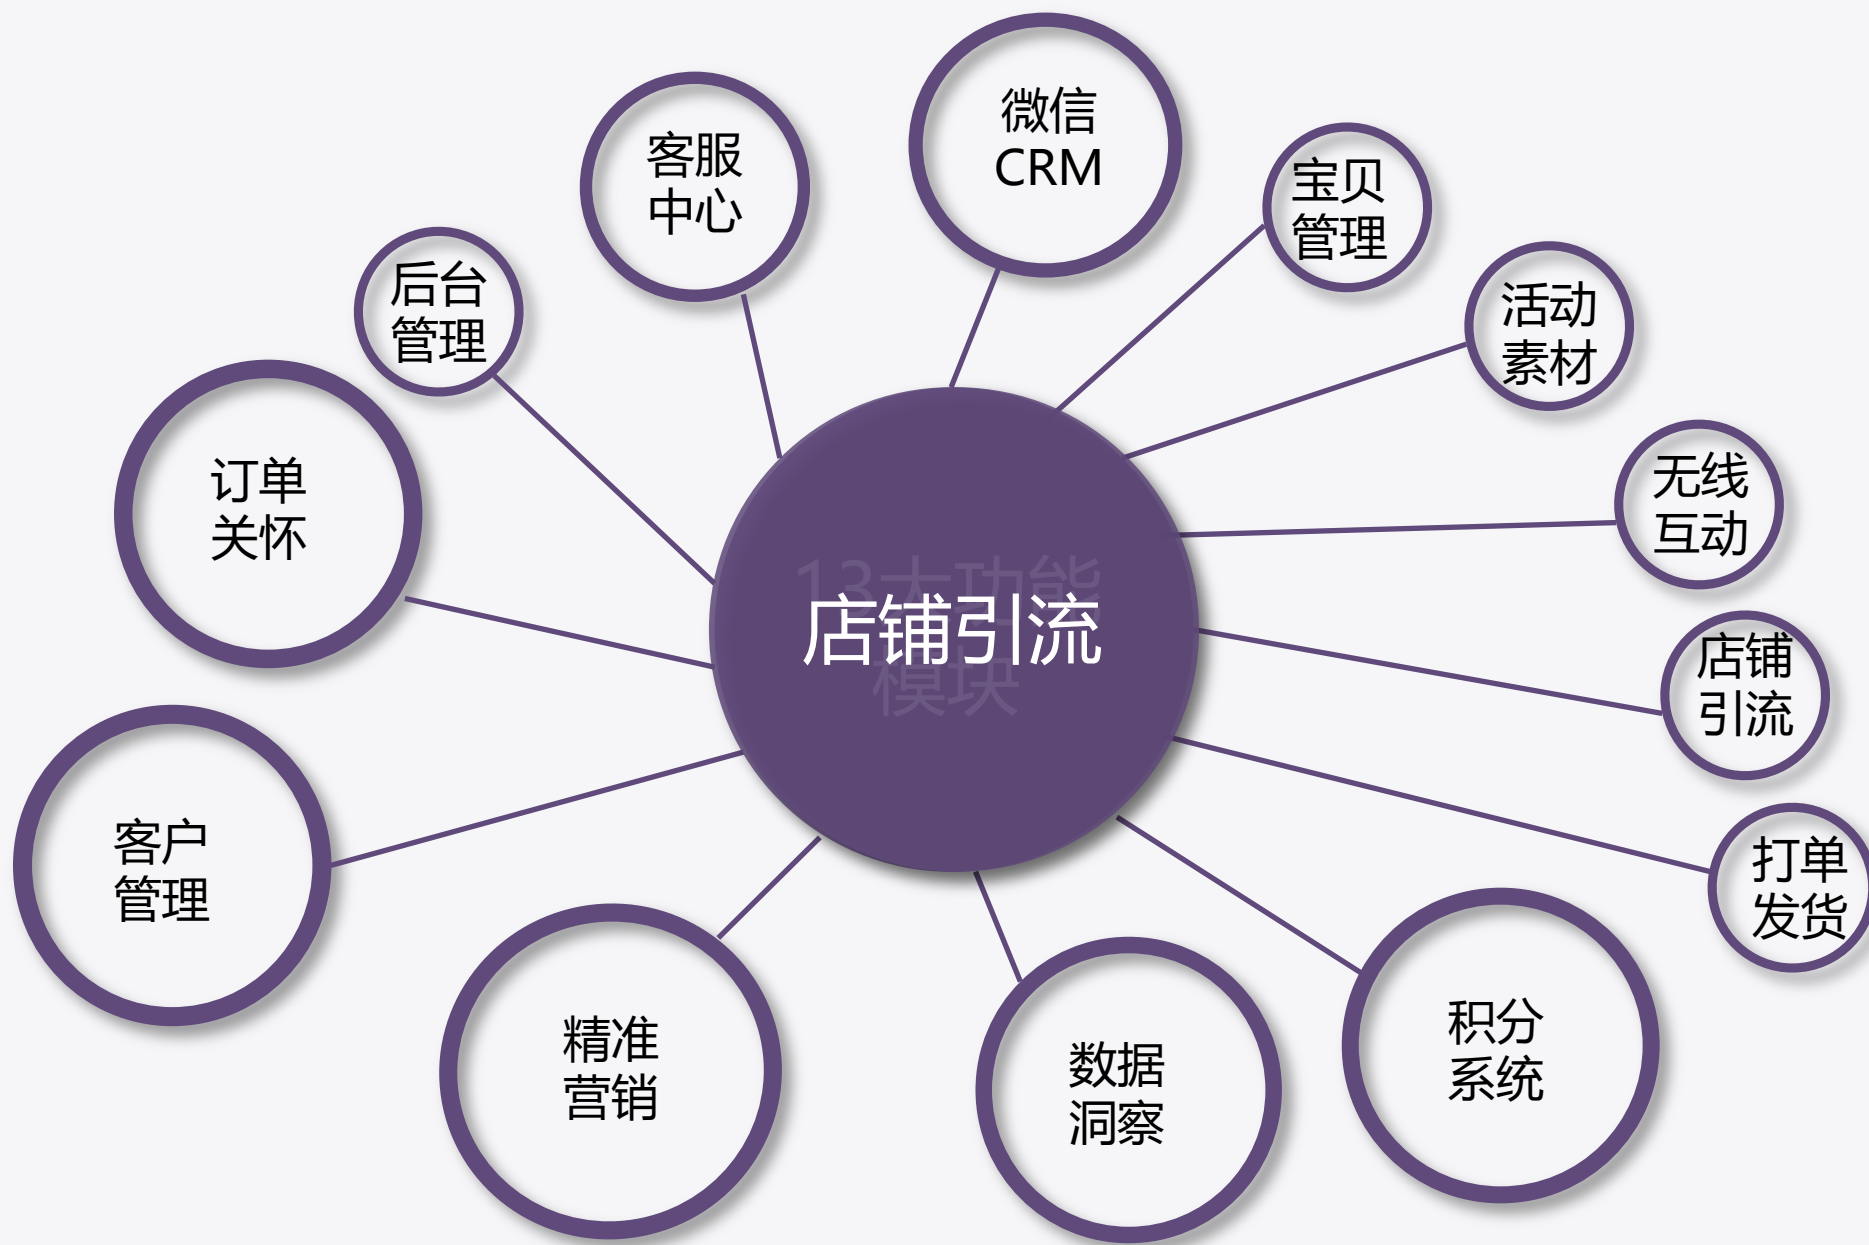 微信
CRM
客服
中心
宝贝
管理
后台
管理
活动
素材
订单
关怀
无线
互动
13大功能
模块
店铺引流
店铺
引流
客户
管理
打单
发货
精准
营销
数据
洞察
积分
系统